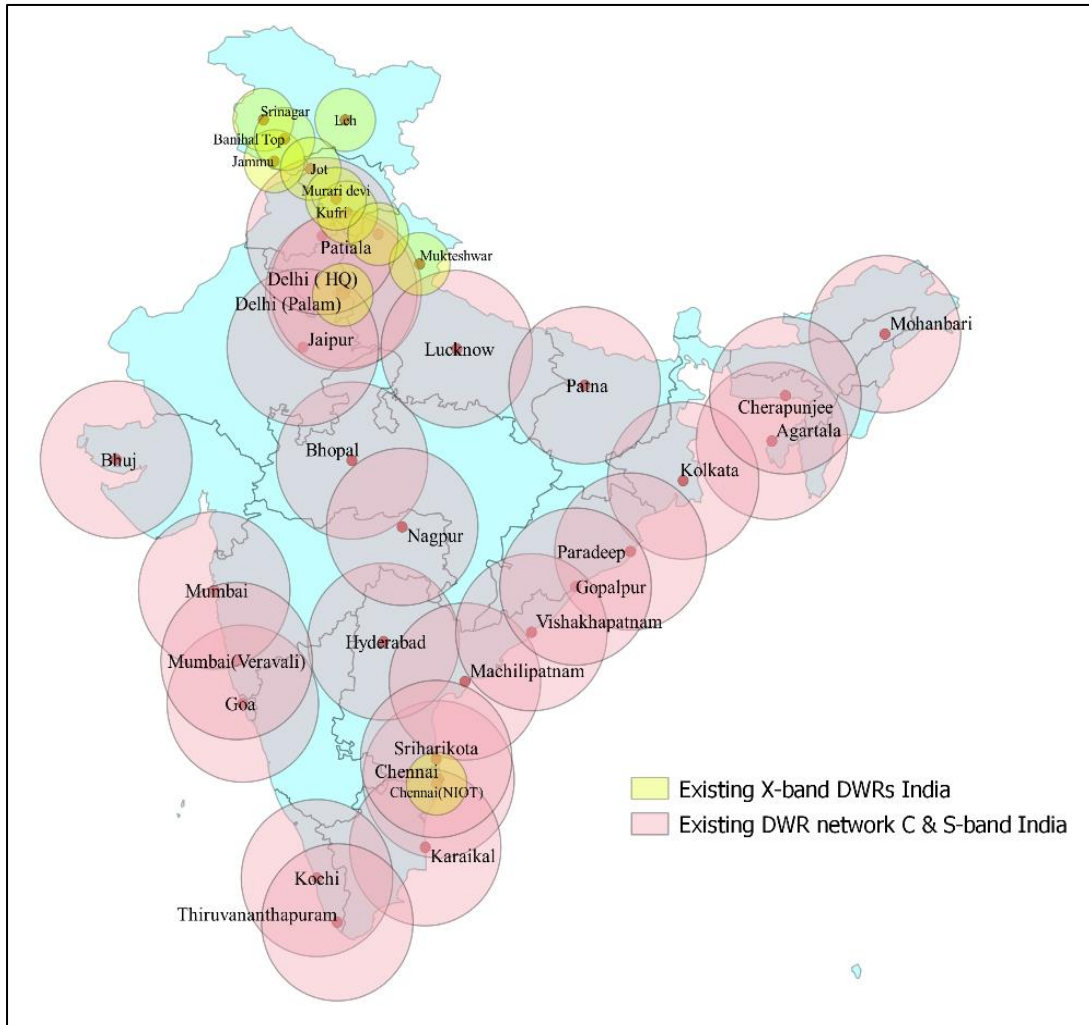 Srinagar
Leh
Banihal Top
Jammu
Jot
Murari devi
Kufri
Patiala
Mukteshwar
Delhi ( HQ)
Delhi (Palam)
Jaipur
Lucknow
Mohanbari
Patna
Cherapunjee
Agartala
Bhopal
Bhuj
Kolkata
Nagpur
Paradeep
Gopalpur
Mumbai
Vishakhapatnam
Hyderabad
Mumbai(Veravali)
Machilipatnam
Goa
Sriharikota
Chennai
Chennai(NIOT)
Existing X-band DWRs India
Existing DWR network C & S-band India
Karaikal
Kochi
Thiruvananthapuram